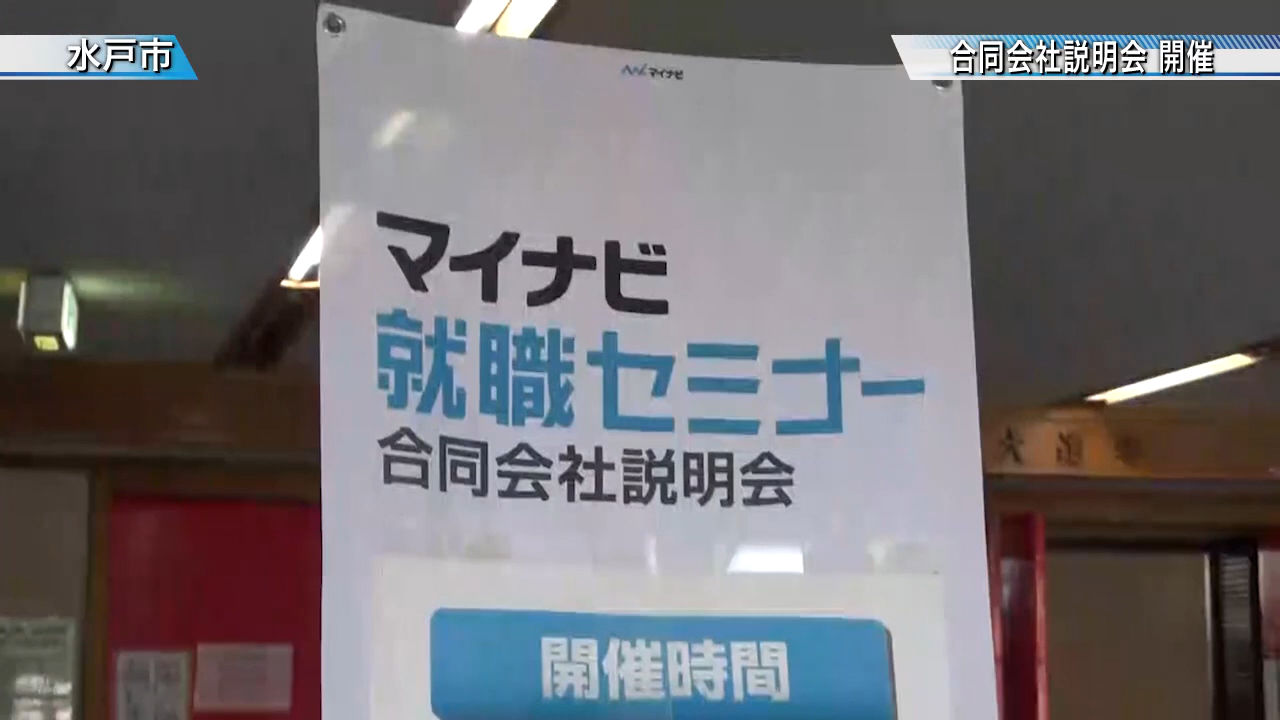 水戸市
合同会社説明会 開催
マイナビ
マイナビ
就職セミナー
合同会社説明会
開催時間